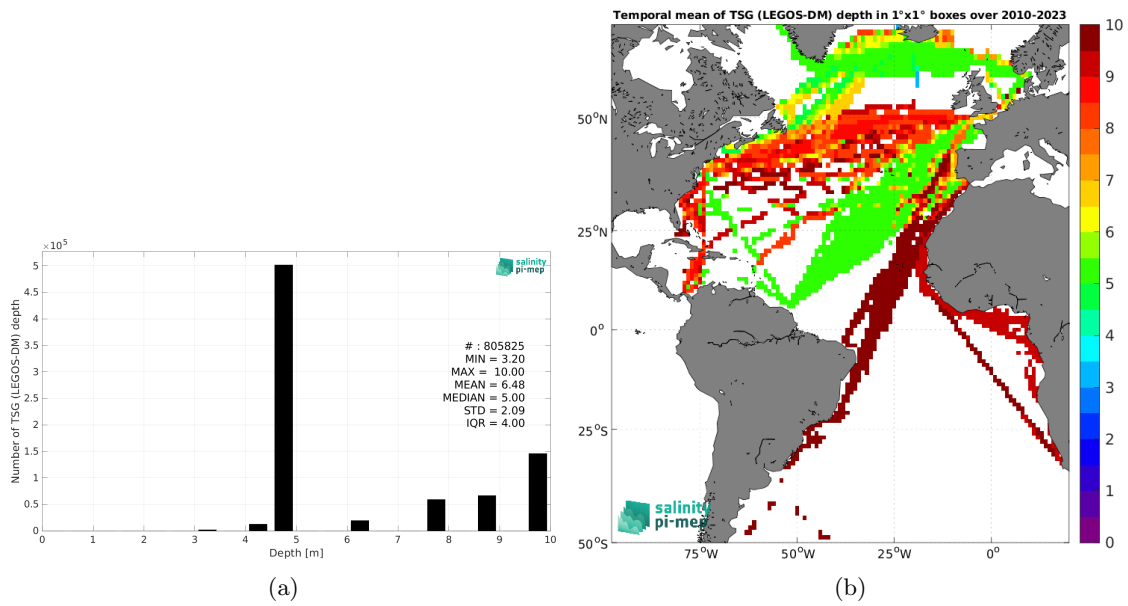 ×10⁵
5
4.5
4
3.5
3
2.5
2
1.5
1
0.5
0
0 1 2 3 4 5 6 7 8 9 10
Number of TSG (LEGOS-DM) depth
Depth [m]
salinity
pi-mep
# : 805825
MIN = 3.20
MAX = 10.00
MEAN = 6.48
MEDIAN = 5.00
STD = 2.09
IQR = 4.00
(a)
Temporal mean of TSG (LEGOS-DM) depth in 1°x1° boxes over 2010-2023
50°N
25°N
0°
25°S
50°S
75°W 50°W 25°W 0°
salinity
pi-mep
10
9
8
7
6
5
4
3
2
1
0
(b)